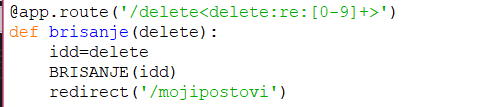 @app.route('/delete<delete:re:[0-9]+>')
def brisanje(delete):
    idd=delete
    BRISANJE(idd)
    redirect('/mojipostovi')